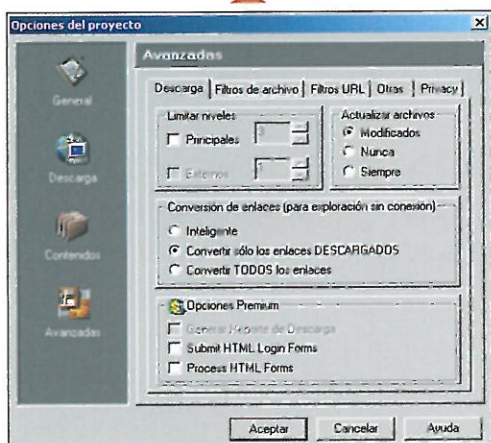 Opciones del proyecto
General
Descarga
Contenidos
Avanzadas
Avanzadas
Descarga Filtros de archivo Filtros URL Otras Privacy
Limitar niveles
Principales
Externos
Actualizar archivos
Modificados
Nunca
Siempre
Conversión de enlaces (para exploración sin conexión)
Inteligente
Convertir sólo los enlaces DESCARGADOS
Convertir TODOS los enlaces
Opciones Premium
Generar Reporte de Descarga
Submit HTML Login Forms
Process HTML Forms
Aceptar Cancelar Ayuda